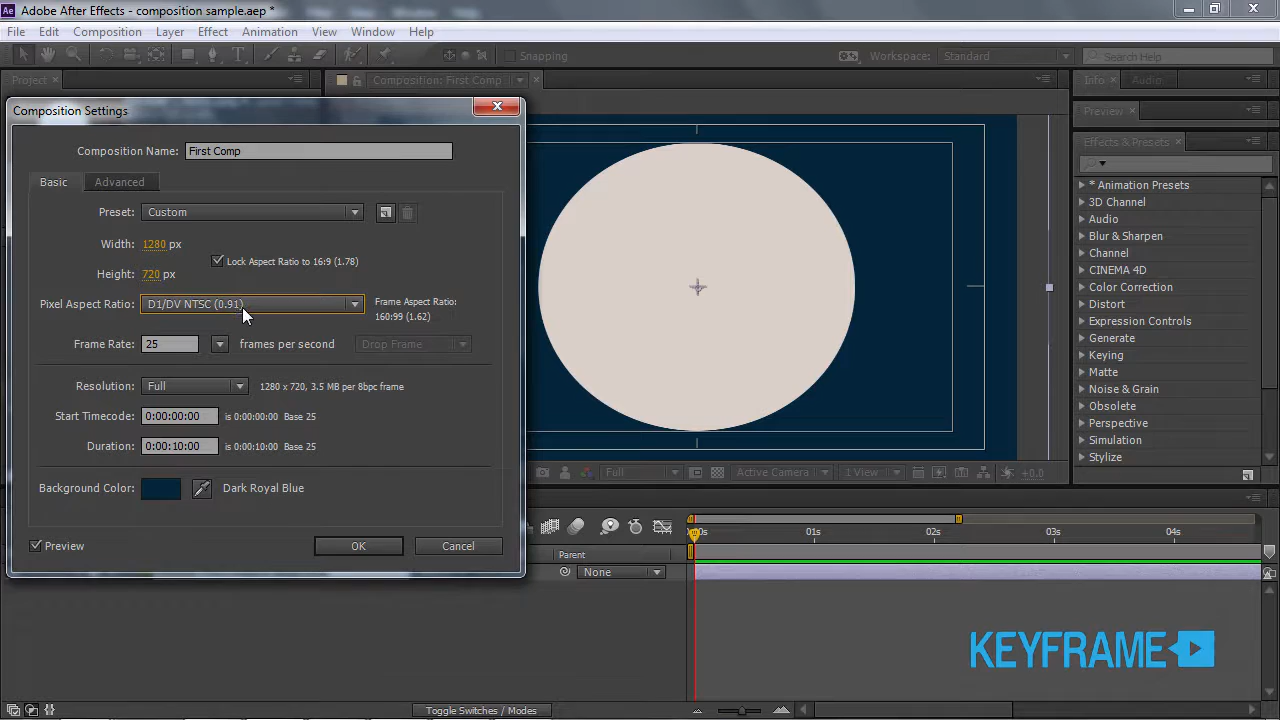 Adobe After Effects - composition sample.aep *
File Edit Composition Layer Effect Animation View Window Help
Snapping
Workspace: Standard
Search Help
Project
Composition: First Comp
Info
Audio
Preview
Effects & Presets
* Animation Presets
3D Channel
Audio
Blur & Sharpen
Channel
CINEMA 4D
Color Correction
Distort
Expression Controls
Generate
Keying
Matte
Noise & Grain
Obsolete
Perspective
Simulation
Stylize
Composition Settings
Composition Name: First Comp
Basic
Advanced
Preset: Custom
Width: 1280 px
Lock Aspect Ratio to 16:9 (1.78)
Height: 720 px
Pixel Aspect Ratio: D1/DV NTSC (0.91)
Frame Aspect Ratio:
160:99 (1.62)
Frame Rate: 25 frames per second Drop Frame
Resolution: Full 1280 x 720, 3.5 MB per 8bpc frame
Start Timecode: 0:00:00:00 is 0:00:00:00 Base 25
Duration: 0:00:10:00 is 0:00:10:00 Base 25
Background Color: Dark Royal Blue
Preview
OK
Cancel
Full
Active Camera
1 View
+0.0
0s 01s 02s 03s 04s
Parent
None
KEYFRAME
Toggle Switches / Modes